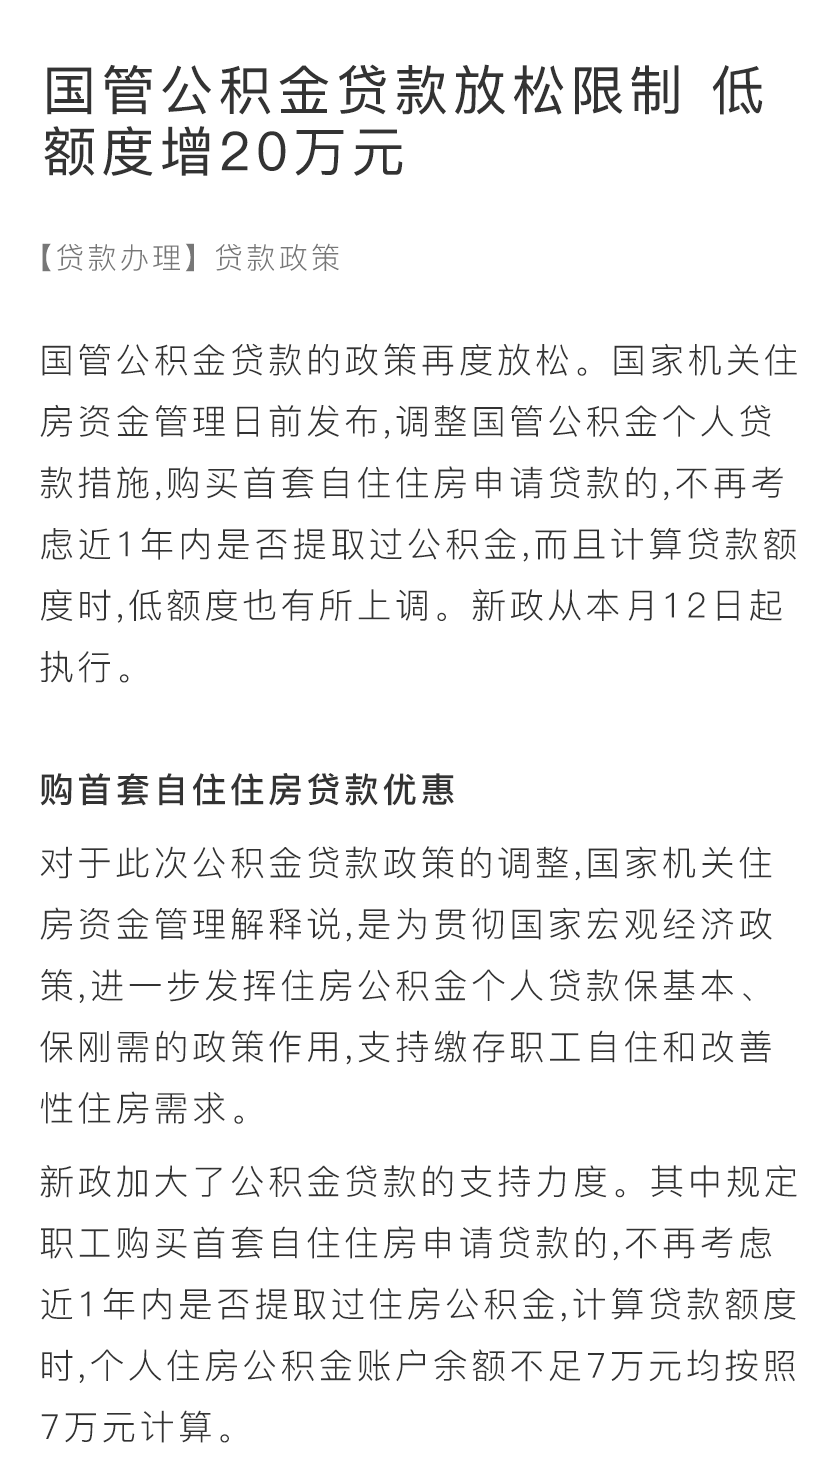 国管公积金贷款放松限制 低
额度增20万元
【贷款办理】贷款政策
国管公积金贷款的政策再度放松。国家机关住
房资金管理日前发布,调整国管公积金个人贷
款措施,购买首套自住住房申请贷款的,不再考
虑近1年内是否提取过公积金,而且计算贷款额
度时,低额度也有所上调。新政从本月12日起
执行。
购首套自住住房贷款优惠
对于此次公积金贷款政策的调整,国家机关住
房资金管理解释说,是为贯彻国家宏观经济政
策,进一步发挥住房公积金个人贷款保基本、
保刚需的政策作用,支持缴存职工自住和改善
性住房需求。
新政加大了公积金贷款的支持力度。其中规定
职工购买首套自住住房申请贷款的,不再考虑
近1年内是否提取过住房公积金,计算贷款额度
时,个人住房公积金账户余额不足7万元均按照
7万元计算。